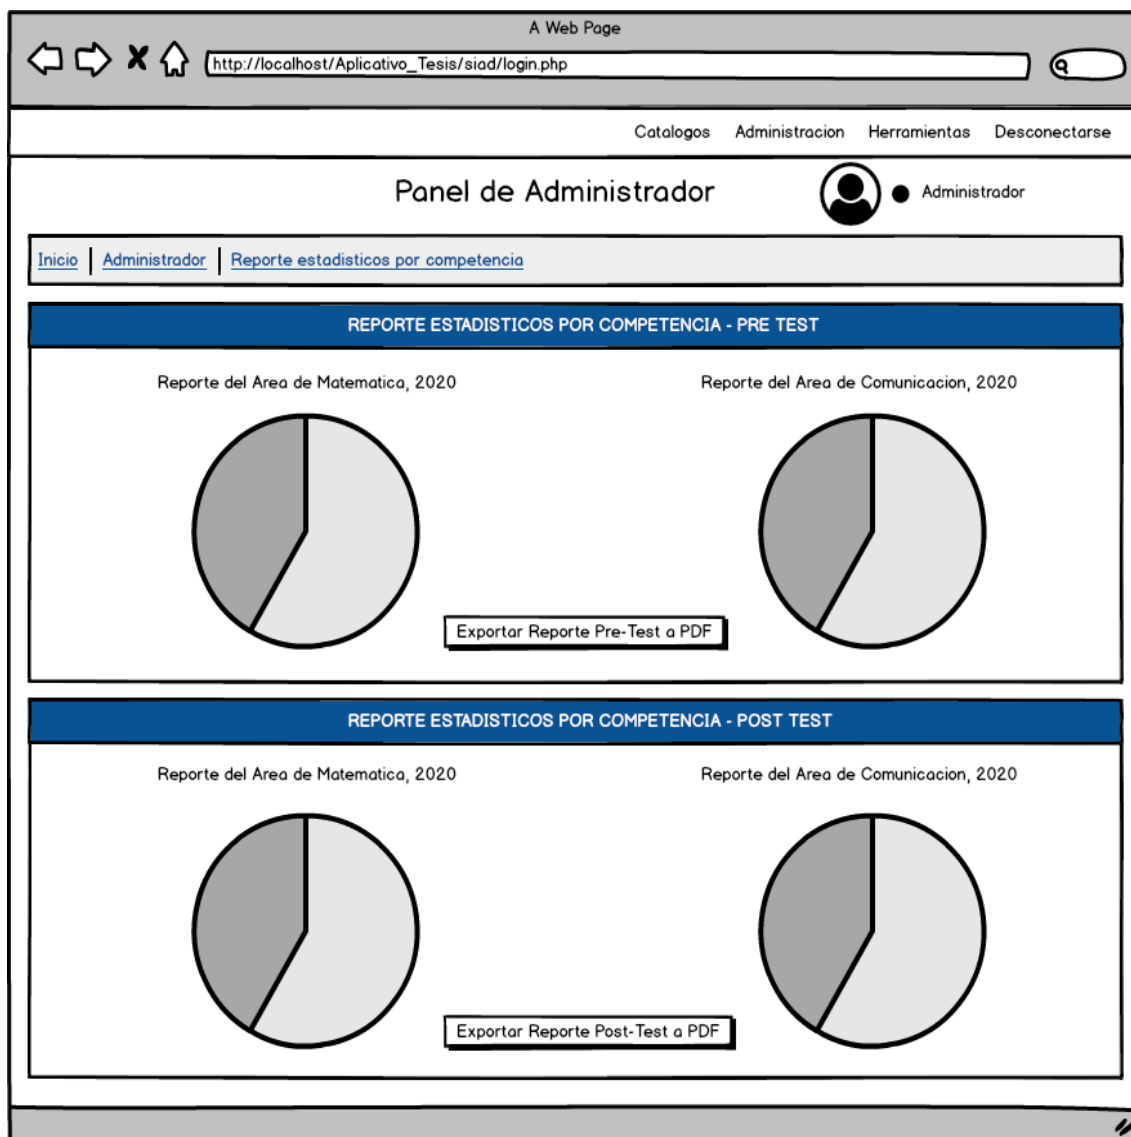 A Web Page
http://localhost/Aplicativo_Tesis/siad/login.php
Catalogos Administracion Herramientas Desconectarse
Panel de Administrador
Administrador
Inicio Administrador Reporte estadisticos por competencia
REPORTE ESTADISTICOS POR COMPETENCIA - PRE TEST
Reporte del Area de Matematica, 2020
Reporte del Area de Comunicacion, 2020
Exportar Reporte Pre-Test a PDF
REPORTE ESTADISTICOS POR COMPETENCIA - POST TEST
Reporte del Area de Matematica, 2020
Reporte del Area de Comunicacion, 2020
Exportar Reporte Post-Test a PDF